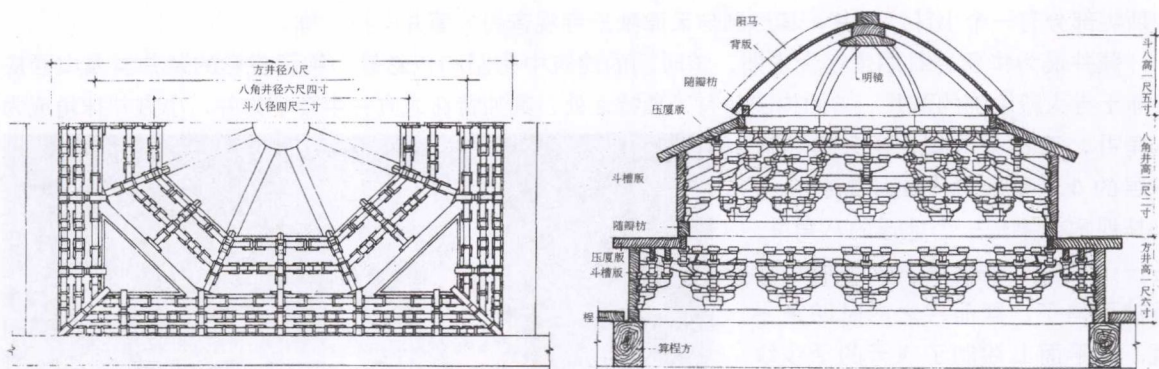 方井径八尺
八角井径六尺四寸
斗八径四尺二寸
阳马
背版
随瓣枋
明镜
压厦版
斗槽版
随瓣枋
压厦版
斗槽版
桯
算桯方
斗八高一尺五寸
八角井高二尺二寸
方井高一尺六寸